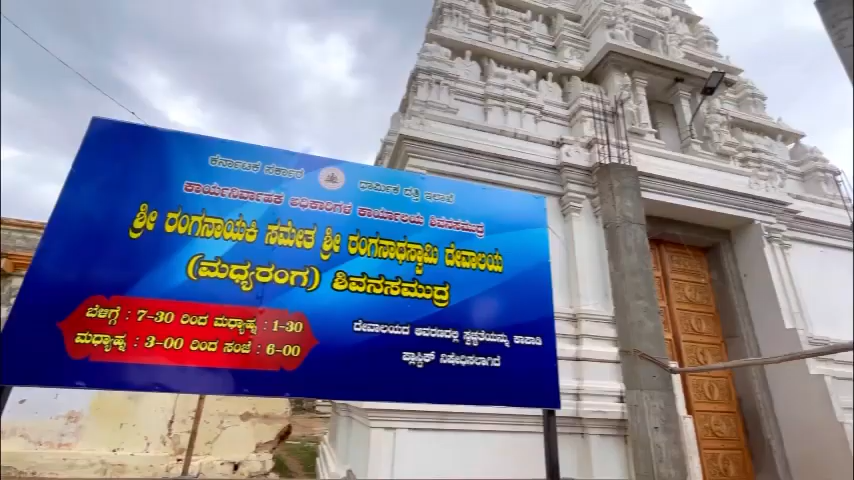 ಕರ್ನಾಟಕ ಸರ್ಕಾರ ಧಾರ್ಮಿಕ ದತ್ತಿ ಇಲಾಖೆ
ಕಾರ್ಯನಿರ್ವಾಹಕ ಅಧಿಕಾರಿಗಳ ಕಾರ್ಯಾಲಯ ಶಿವನಸಮುದ್ರ
ಶ್ರೀ ರಂಗನಾಯಕಿ ಸಮೇತ ಶ್ರೀ ರಂಗನಾಥಸ್ವಾಮಿ ದೇವಾಲಯ
(ಮಧ್ಯರಂಗ) ಶಿವನಸಮುದ್ರ
ಬೆಳಿಗ್ಗೆ : 7-30 ರಿಂದ ಮಧ್ಯಾಹ್ನ : 1-30
ಮಧ್ಯಾಹ್ನ : 3-00 ರಿಂದ ಸಂಜೆ : 6-00
ದೇವಾಲಯದ ಆವರಣದಲ್ಲಿ ಸ್ವಚ್ಛತೆಯನ್ನು ಕಾಪಾಡಿ
ಪ್ಲಾಸ್ಟಿಕ್ ನಿಷೇಧಿಸಲಾಗಿದೆ